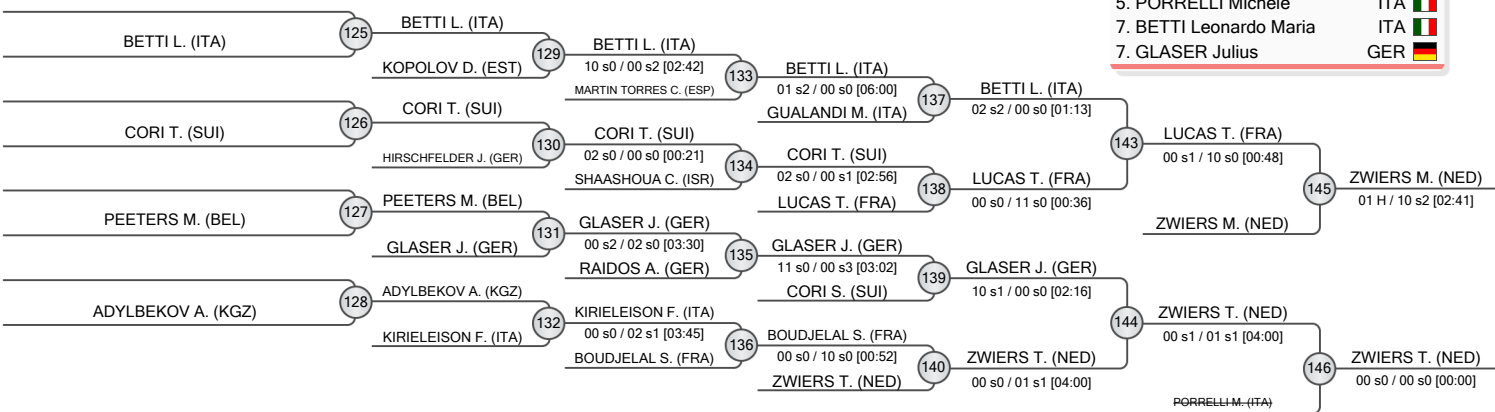 5. PORRELLI Michele ITA
7. BETTI Leonardo Maria ITA
7. GLASER Julius GER
BETTI L. (ITA)
125
BETTI L. (ITA)
KOPOLOV D. (EST)
129
BETTI L. (ITA)
10 s0 / 00 s2 [02:42]
MARTIN TORRES C. (ESP)
133
BETTI L. (ITA)
01 s2 / 00 s0 [06:00]
GUALANDI M. (ITA)
137
BETTI L. (ITA)
02 s2 / 00 s0 [01:13]
CORI T. (SUI)
126
CORI T. (SUI)
HIRSCHFELDER J. (GER)
130
CORI T. (SUI)
02 s0 / 00 s0 [00:21]
SHAASHOUA C. (ISR)
134
CORI T. (SUI)
02 s0 / 00 s1 [02:56]
LUCAS T. (FRA)
138
LUCAS T. (FRA)
00 s0 / 11 s0 [00:36]
143
LUCAS T. (FRA)
00 s1 / 10 s0 [00:48]
ZWIERS M. (NED)
145
ZWIERS M. (NED)
01 H / 10 s2 [02:41]
PEETERS M. (BEL)
127
PEETERS M. (BEL)
GLASER J. (GER)
131
GLASER J. (GER)
00 s2 / 02 s0 [03:30]
RAIDOS A. (GER)
135
GLASER J. (GER)
11 s0 / 00 s3 [03:02]
CORI S. (SUI)
139
GLASER J. (GER)
10 s1 / 00 s0 [02:16]
ADYLBEKOV A. (KGZ)
128
ADYLBEKOV A. (KGZ)
KIRIELEISON F. (ITA)
132
KIRIELEISON F. (ITA)
00 s0 / 02 s1 [03:45]
BOUDJELAL S. (FRA)
136
BOUDJELAL S. (FRA)
00 s0 / 10 s0 [00:52]
ZWIERS T. (NED)
140
ZWIERS T. (NED)
00 s0 / 01 s1 [04:00]
144
ZWIERS T. (NED)
00 s1 / 01 s1 [04:00]
PORRELLI M. (ITA)
146
ZWIERS T. (NED)
00 s0 / 00 s0 [00:00]